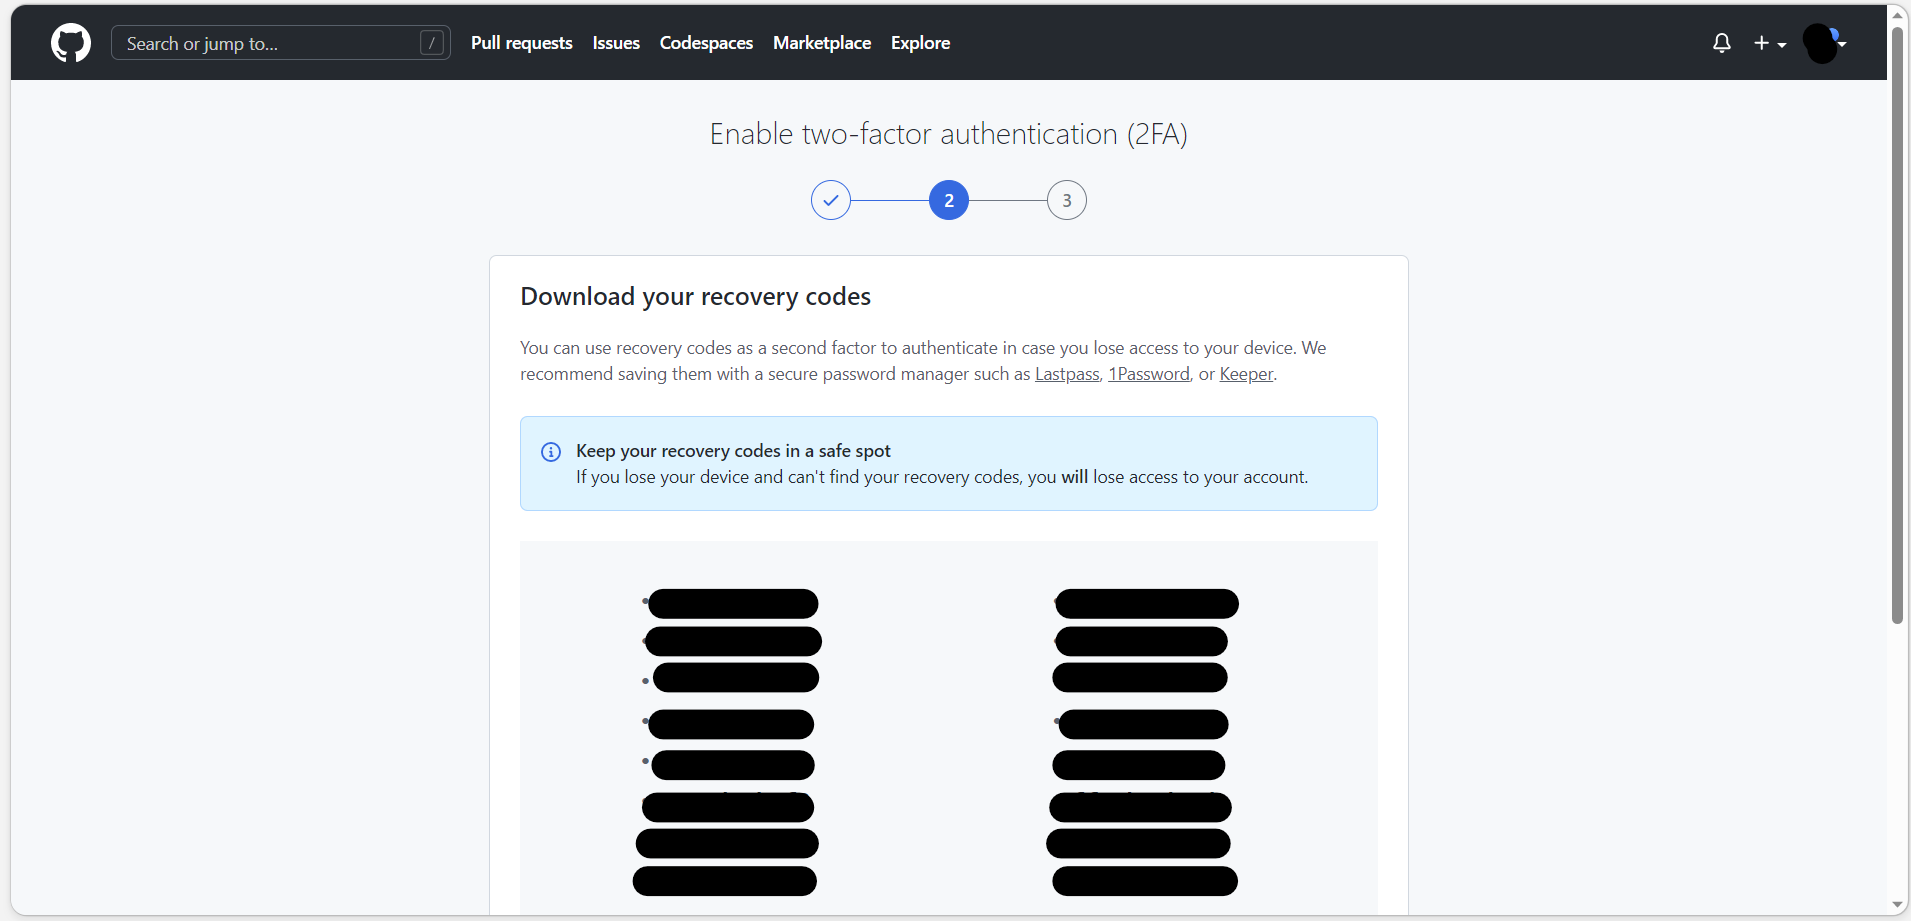 Search or jump to... /
Pull requests Issues Codespaces Marketplace Explore
Enable two-factor authentication (2FA)
2 3
Download your recovery codes
You can use recovery codes as a second factor to authenticate in case you lose access to your device. We
recommend saving them with a secure password manager such as Lastpass, 1Password, or Keeper.
Keep your recovery codes in a safe spot
If you lose your device and can't find your recovery codes, you will lose access to your account.